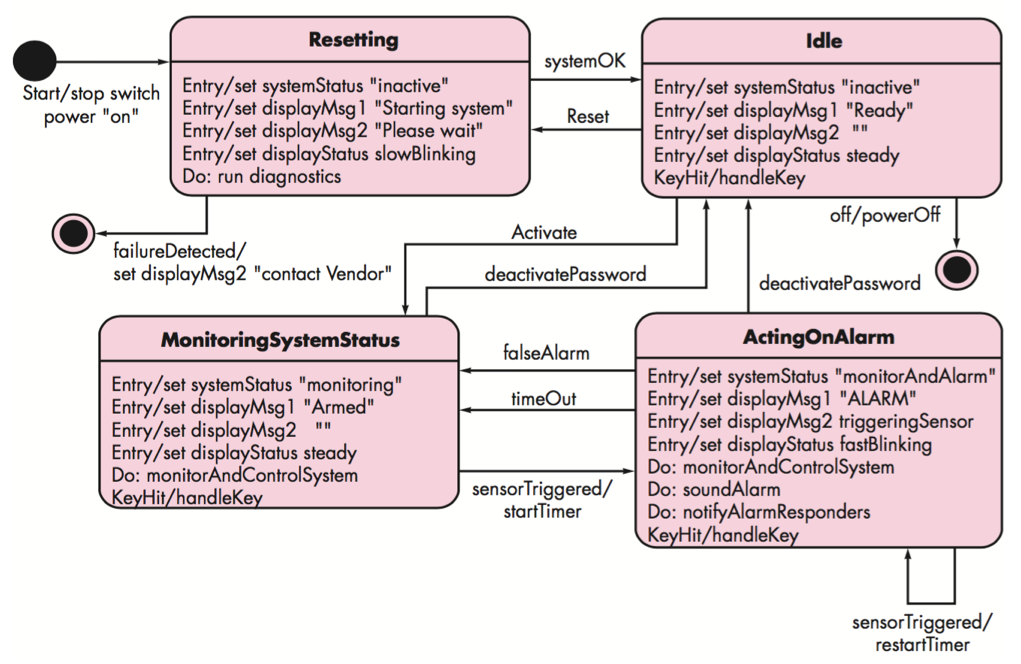 Start/stop switch
power "on"
Resetting
Entry/set systemStatus "inactive"
Entry/set displayMsg1 "Starting system"
Entry/set displayMsg2 "Please wait"
Entry/set displayStatus slowBlinking
Do: run diagnostics
systemOK
Reset
Idle
Entry/set systemStatus "inactive"
Entry/set displayMsg1 "Ready"
Entry/set displayMsg2 ""
Entry/set displayStatus steady
KeyHit/handleKey
failureDetected/
set displayMsg2 "contact Vendor"
Activate
deactivatePassword
off/powerOff
deactivatePassword
MonitoringSystemStatus
Entry/set systemStatus "monitoring"
Entry/set displayMsg1 "Armed"
Entry/set displayMsg2 ""
Entry/set displayStatus steady
Do: monitorAndControlSystem
KeyHit/handleKey
falseAlarm
timeOut
sensorTriggered/
startTimer
ActingOnAlarm
Entry/set systemStatus "monitorAndAlarm"
Entry/set displayMsg1 "ALARM"
Entry/set displayMsg2 triggeringSensor
Entry/set displayStatus fastBlinking
Do: monitorAndControlSystem
Do: soundAlarm
Do: notifyAlarmResponders
KeyHit/handleKey
sensorTriggered/
restartTimer